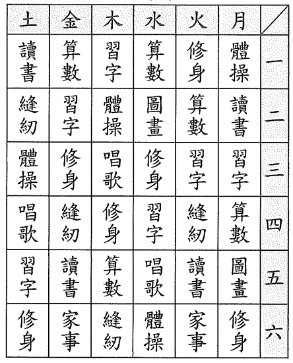 月 火 水 木 金 土
一 體操 修身 算數 習字 算數 讀書
二 讀書 算數 圖畫 體操 習字 縫紉
三 習字 習字 修身 唱歌 修身 體操
四 算數 縫紉 習字 修身 縫紉 唱歌
五 圖畫 讀書 唱歌 算數 讀書 習字
六 修身 家事 體操 縫紉 家事 修身